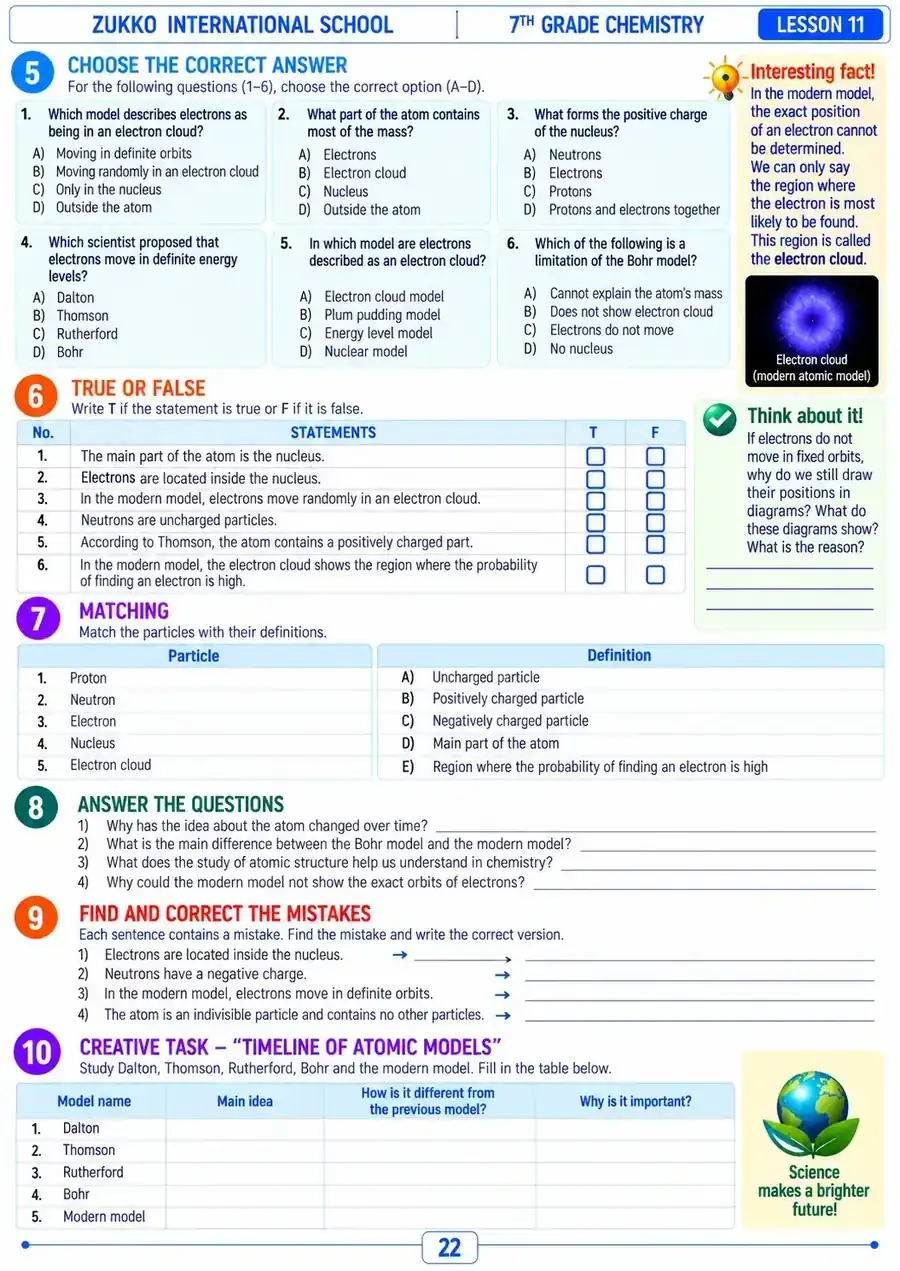 ZUKKO INTERNATIONAL SCHOOL
7TH GRADE CHEMISTRY
LESSON 11
5
CHOOSE THE CORRECT ANSWER
For the following questions (1–6), choose the correct option (A–D).
1. Which model describes electrons as
being in an electron cloud?
A) Moving in definite orbits
B) Moving randomly in an electron cloud
C) Only in the nucleus
D) Outside the atom
2. What part of the atom contains
most of the mass?
A) Electrons
B) Electron cloud
C) Nucleus
D) Outside the atom
3. What forms the positive charge
of the nucleus?
A) Neutrons
B) Electrons
C) Protons
D) Protons and electrons together
4. Which scientist proposed that
electrons move in definite energy
levels?
A) Dalton
B) Thomson
C) Rutherford
D) Bohr
5. In which model are electrons
described as an electron cloud?
A) Electron cloud model
B) Plum pudding model
C) Energy level model
D) Nuclear model
6. Which of the following is a
limitation of the Bohr model?
A) Cannot explain the atom's mass
B) Does not show electron cloud
C) Electrons do not move
D) No nucleus
Interesting fact!
In the modern model,
the exact position
of an electron cannot
be determined.
We can only say
the region where
the electron is most
likely to be found.
This region is called
the electron cloud.
Electron cloud
(modern atomic model)
6
TRUE OR FALSE
Write T if the statement is true or F if it is false.
No. STATEMENTS T F
1. The main part of the atom is the nucleus.
2. Electrons are located inside the nucleus.
3. In the modern model, electrons move randomly in an electron cloud.
4. Neutrons are uncharged particles.
5. According to Thomson, the atom contains a positively charged part.
6. In the modern model, the electron cloud shows the region where the probability
of finding an electron is high.
Think about it!
If electrons do not
move in fixed orbits,
why do we still draw
their positions in
diagrams? What do
these diagrams show?
What is the reason?
7
MATCHING
Match the particles with their definitions.
Particle
1. Proton
2. Neutron
3. Electron
4. Nucleus
5. Electron cloud
Definition
A) Uncharged particle
B) Positively charged particle
C) Negatively charged particle
D) Main part of the atom
E) Region where the probability of finding an electron is high
8
ANSWER THE QUESTIONS
1) Why has the idea about the atom changed over time?
2) What is the main difference between the Bohr model and the modern model?
3) What does the study of atomic structure help us understand in chemistry?
4) Why could the modern model not show the exact orbits of electrons?
9
FIND AND CORRECT THE MISTAKES
Each sentence contains a mistake. Find the mistake and write the correct version.
1) Electrons are located inside the nucleus. →
2) Neutrons have a negative charge. →
3) In the modern model, electrons move in definite orbits. →
4) The atom is an indivisible particle and contains no other particles. →
10
CREATIVE TASK – “TIMELINE OF ATOMIC MODELS”
Study Dalton, Thomson, Rutherford, Bohr and the modern model. Fill in the table below.
Model name
Main idea
How is it different from
the previous model?
Why is it important?
1. Dalton
2. Thomson
3. Rutherford
4. Bohr
5. Modern model
Science
makes a brighter
future!
22